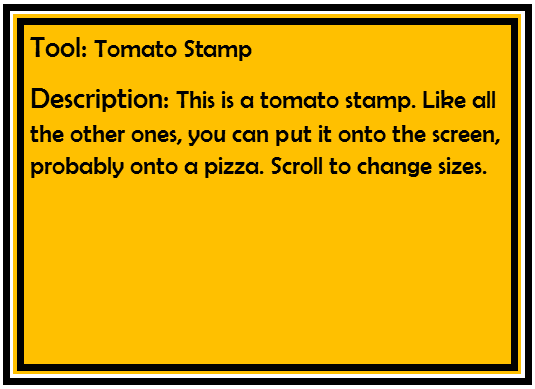 Tool: Tomato Stamp
Description: This is a tomato stamp. Like all
the other ones, you can put it onto the screen,
probably onto a pizza. Scroll to change sizes.